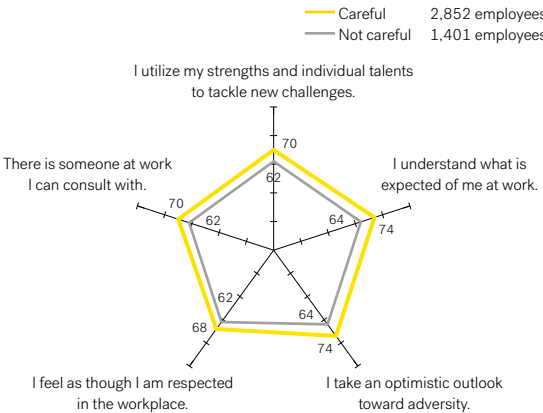 Careful 2,852 employees
Not careful 1,401 employees
I utilize my strengths and individual talents
to tackle new challenges.
70
62
There is someone at work
I can consult with.
I understand what is
expected of me at work.
70
62
64
74
62
68
64
74
I feel as though I am respected
in the workplace.
I take an optimistic outlook
toward adversity.